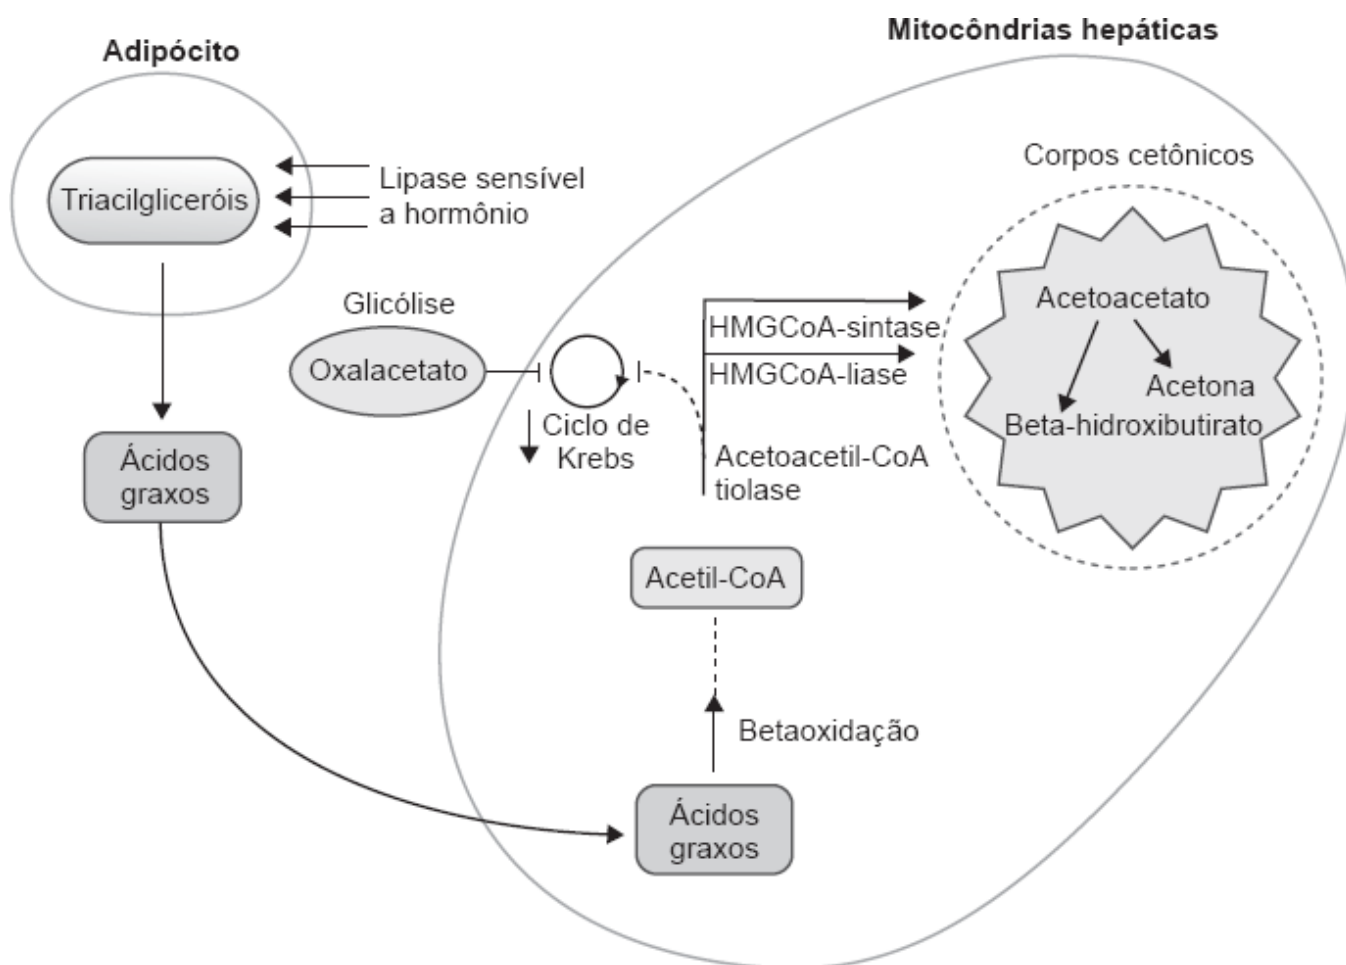 Adipócito
Mitocôndrias hepáticas
Triacilgliceróis
Lipase sensível
a hormônio
Corpos cetônicos
Glicólise
Oxalacetato
Ciclo de
Krebs
HMGCoA-sintase
HMGCoA-liase
Acetoacetil-CoA
tiolase
Acetoacetato
Acetona
Beta-hidroxibutirato
Ácidos
graxos
Acetil-CoA
Betaoxidação
Ácidos
graxos